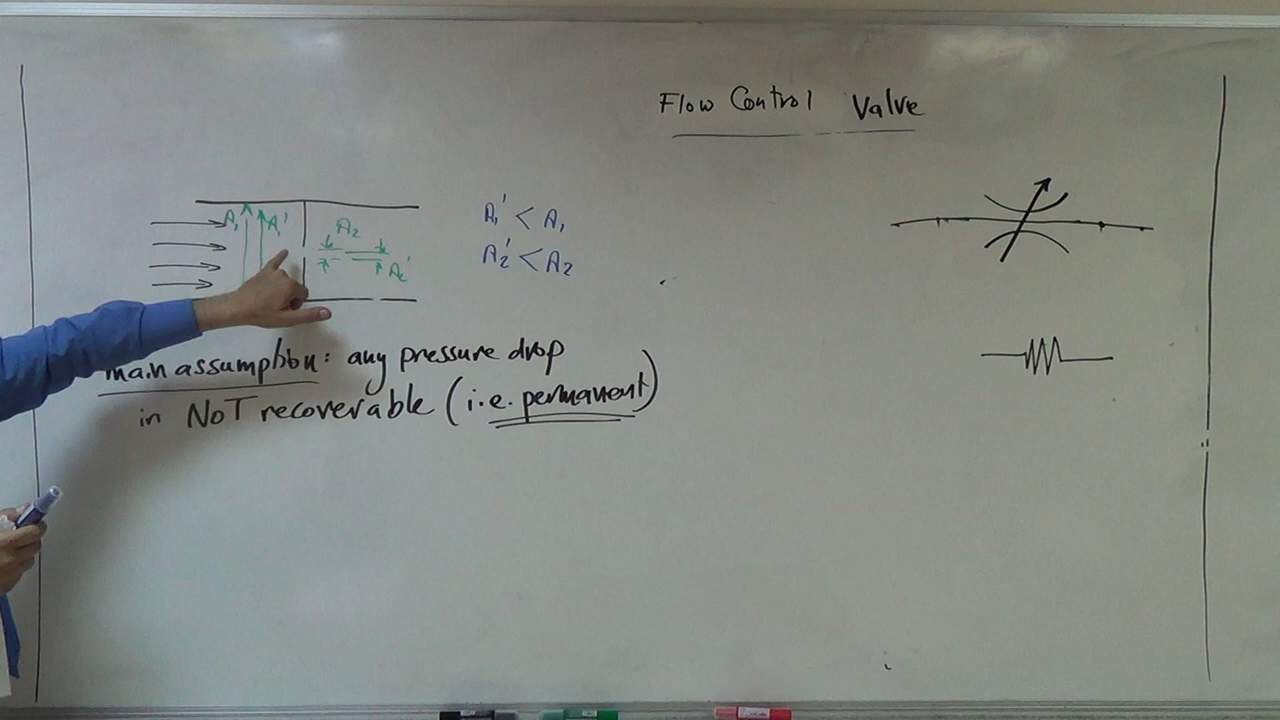 Flow Control Valve
A₁ A₁'
A₂
A₂'
A₁' < A₁
A₂' < A₂
main assumption: any pressure drop
in NOT recoverable (i.e. permanent)